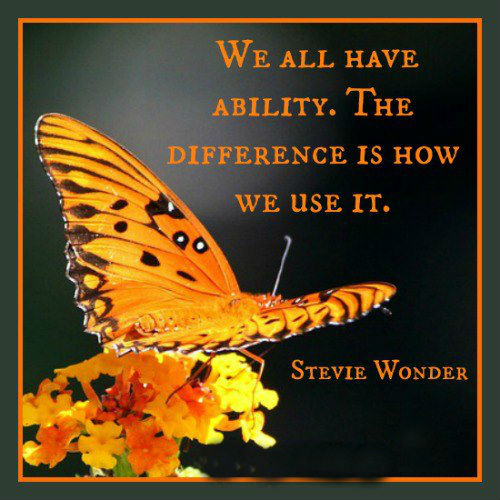 We all have
ability. The
difference is how
we use it.
Stevie Wonder